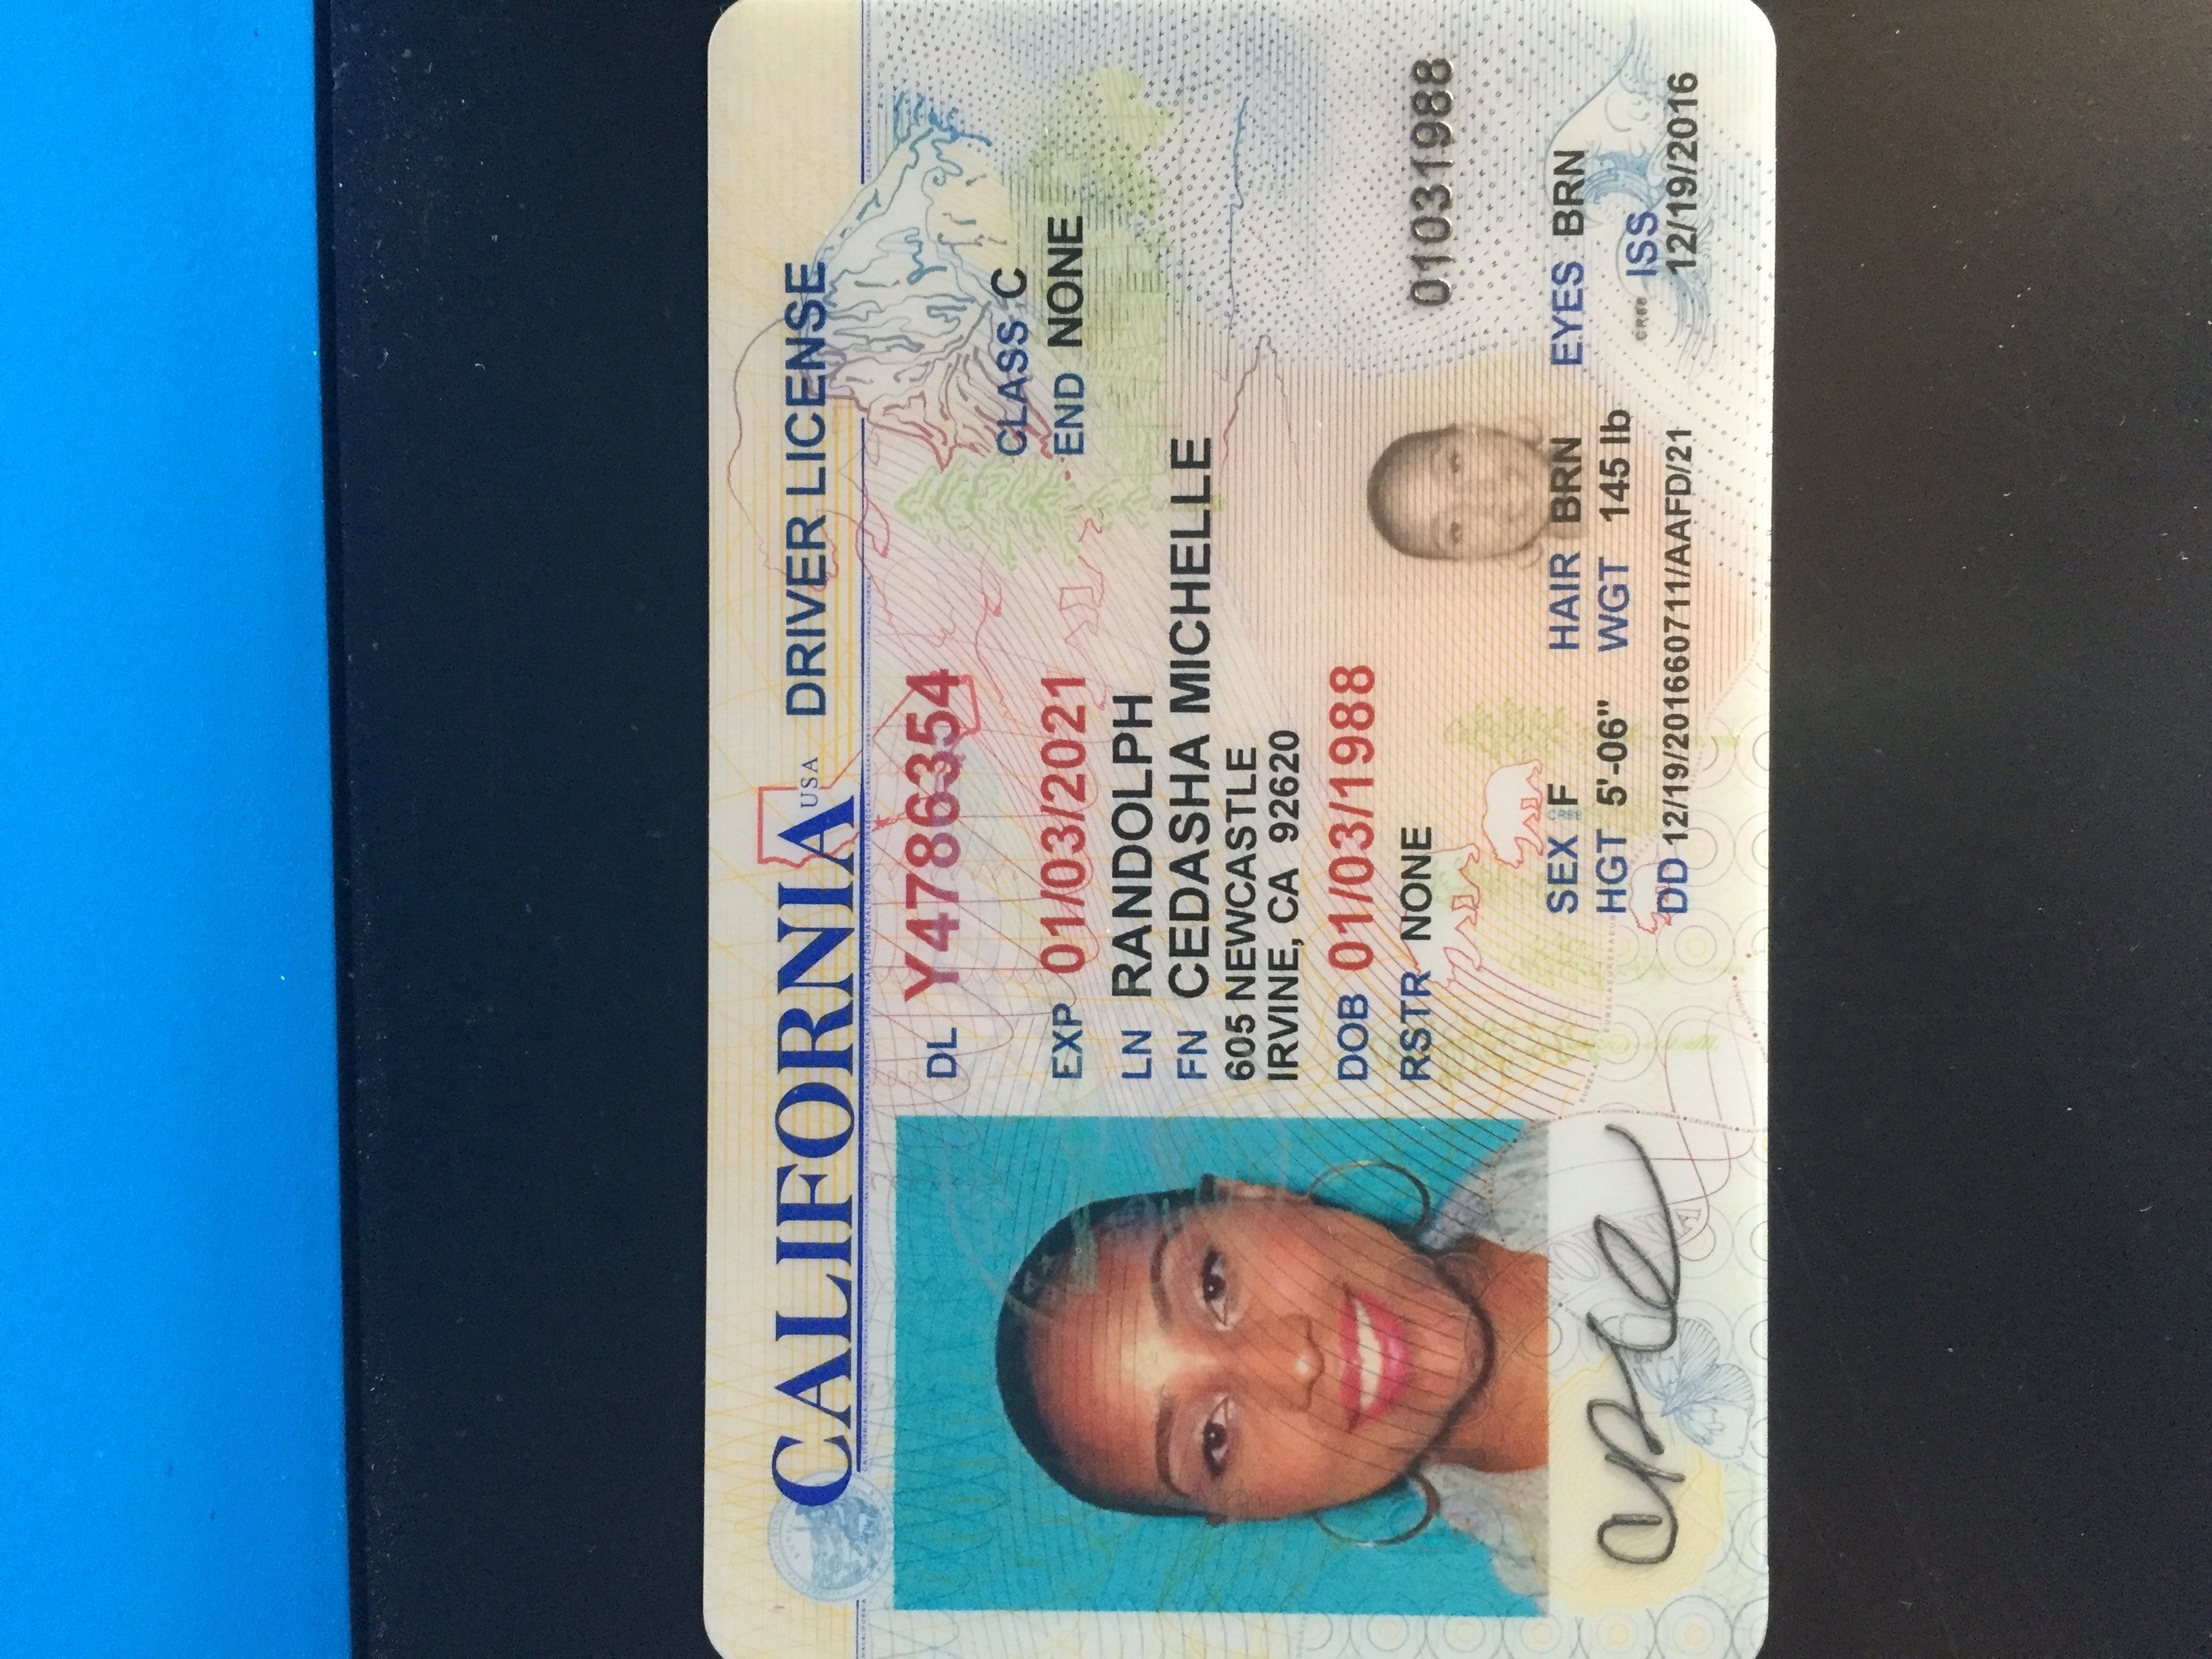 CALIFORNIA USA DRIVER LICENSE
DL Y4786354
CLASS C
EXP 01/03/2021 END NONE
LN RANDOLPH
FN CEDASHA MICHELLE
605 NEWCASTLE
IRVINE, CA 92620
DOB 01/03/1988
RSTR NONE 01031988
SEX F HAIR BRN EYES BRN
HGT 5'-06" WGT 145 lb ISS
DD 12/19/201660711/AAFD/21 12/19/2016